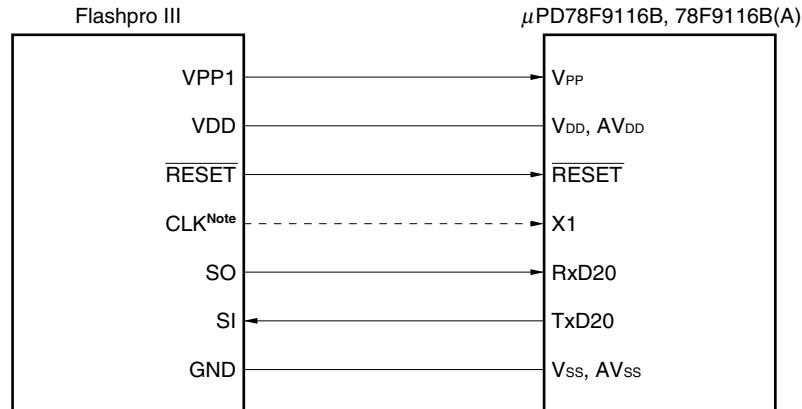 Flashpro III
μPD78F9116B, 78F9116B(A)
VPP1
VPP
VDD
VDD, AVDD
RESET
RESET
CLKNote
X1
SO
RxD20
SI
TxD20
GND
VSS, AVSS